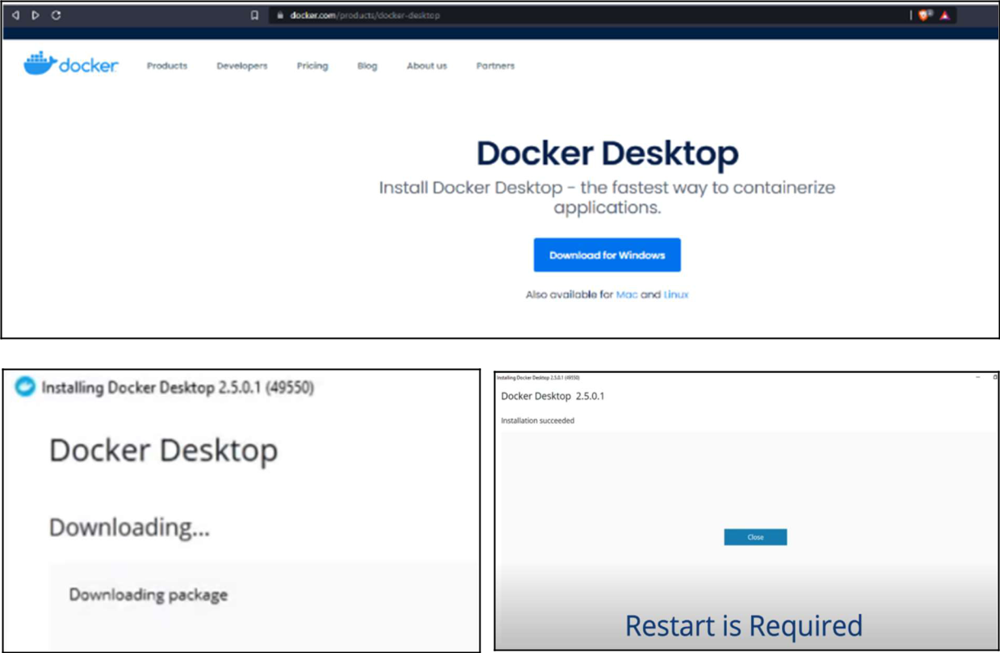 docker.com/products/docker-desktop
docker Products Developers Pricing Blog About us Partners
Docker Desktop
Install Docker Desktop - the fastest way to containerize
applications.
Download for Windows
Also available for Mac and Linux
Installing Docker Desktop 2.5.0.1 (49550)
Docker Desktop
Downloading...
Downloading package
Installing Docker Desktop 2.5.0.1 (49550)
Docker Desktop 2.5.0.1
Installation succeeded
Close
Restart is Required